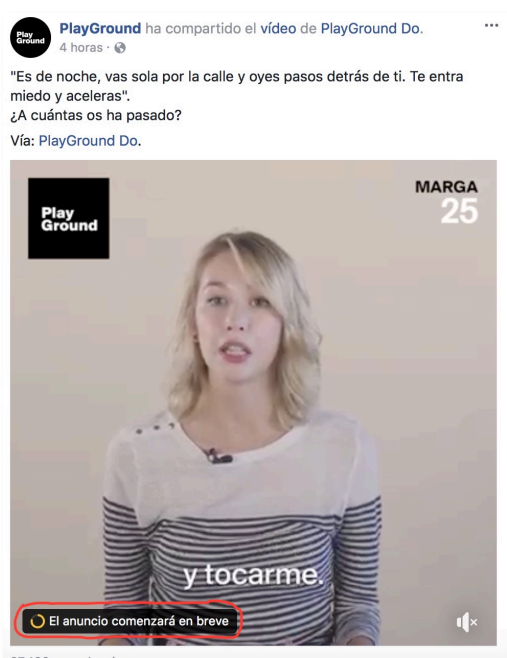 Play
Ground
PlayGround ha compartido el vídeo de PlayGround Do.
4 horas ·
"Es de noche, vas sola por la calle y oyes pasos detrás de ti. Te entra
miedo y aceleras".
¿A cuántas os ha pasado?
Vía: PlayGround Do.
Play
Ground
MARGA
25
y tocarme.
El anuncio comenzará en breve